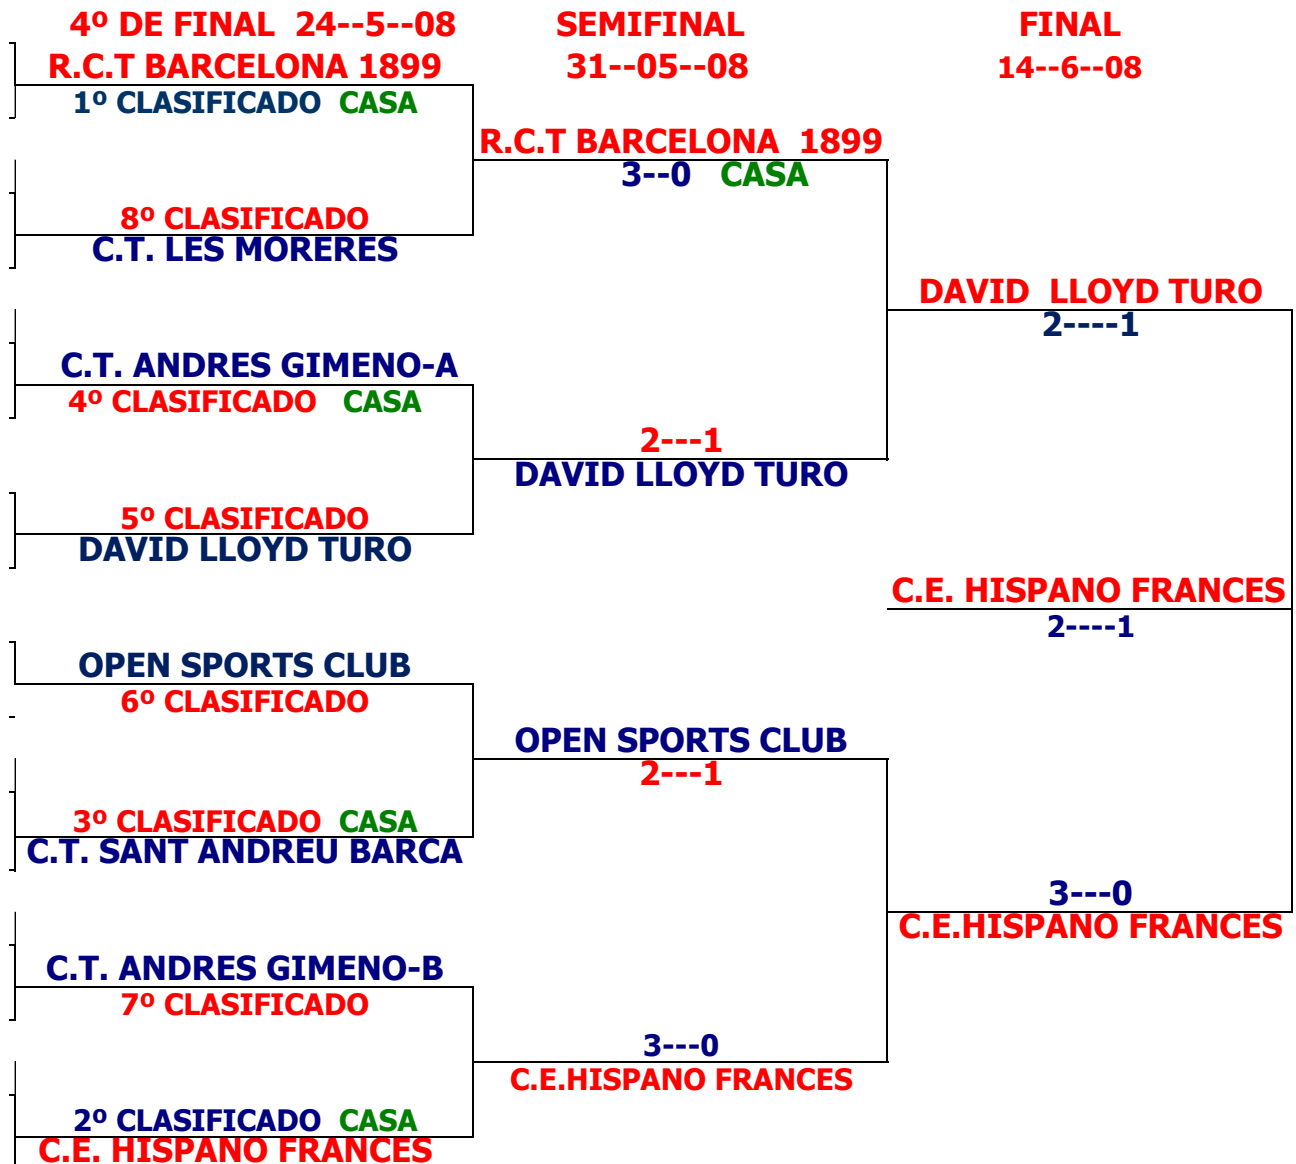 4º DE FINAL 24--5--08
R.C.T BARCELONA 1899
1º CLASIFICADO CASA
8º CLASIFICADO
C.T. LES MORERES
C.T. ANDRES GIMENO-A
4º CLASIFICADO CASA
5º CLASIFICADO
DAVID LLOYD TURO
OPEN SPORTS CLUB
6º CLASIFICADO
3º CLASIFICADO CASA
C.T. SANT ANDREU BARCA
C.T. ANDRES GIMENO-B
7º CLASIFICADO
2º CLASIFICADO CASA
C.E. HISPANO FRANCES
SEMIFINAL
31--05--08
R.C.T BARCELONA 1899
3--0 CASA
2---1
DAVID LLOYD TURO
OPEN SPORTS CLUB
2---1
3---0
C.E.HISPANO FRANCES
FINAL
14--6--08
DAVID LLOYD TURO
2----1
C.E. HISPANO FRANCES
2----1
3---0
C.E.HISPANO FRANCES